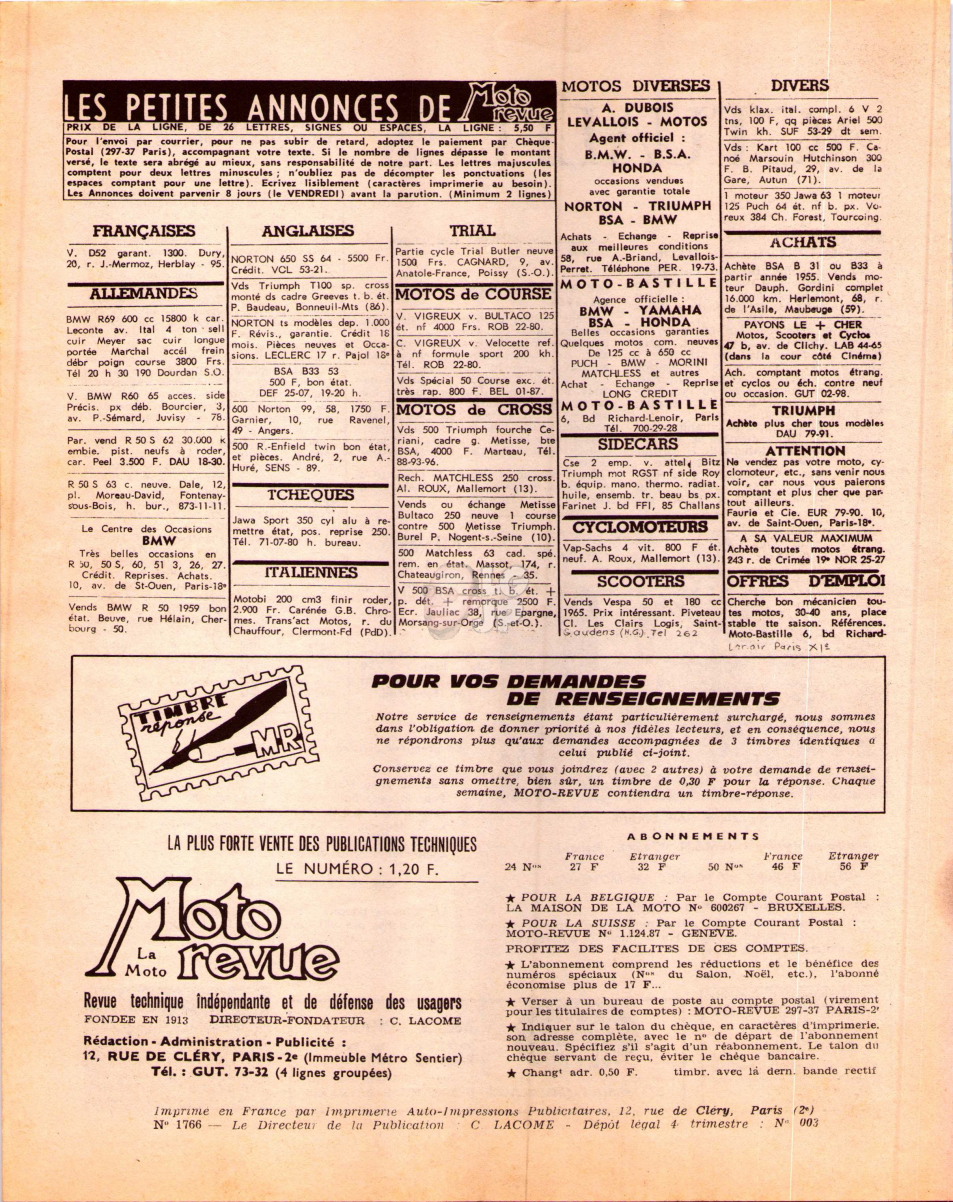 LES PETITES ANNONCES DE Moto revue
PRIX DE LA LIGNE, DE 26 LETTRES, SIGNES OU ESPACES, LA LIGNE : 5,50 F
Pour l'envoi par courrier, pour ne pas subir de retard, adoptez le paiement par Chèque-
Postal (297-37 Paris), accompagnant votre texte. Si le nombre de lignes dépasse le montant
versé, le texte sera abrégé au mieux, sans responsabilité de notre part. Les lettres majuscules
comptent pour deux lettres minuscules ; n'oubliez pas de décompter les ponctuations (les
espaces comptant pour une lettre). Ecrivez lisiblement (caractères imprimerie au besoin).
Les Annonces doivent parvenir 8 jours (le VENDREDI) avant la parution. (Minimum 2 lignes)
FRANÇAISES
V. D52 garant. 1300. Dury,
20, r. J.-Mermoz, Herblay - 95.
ALLEMANDES
BMW R69 600 cc 15800 k car.
Leconte av. Ital 4 ton sell
cuir Meyer sac cuir longue
portée Marchal accél frein
débr poign course 3800 Frs.
Tél 20 h 30 190 Dourdan S.O.
V. BMW R60 65 acces. side
Précis. px déb. Bourcier, 3,
av. P.-Sémard, Juvisy - 78.
Par. vend R 50 S 62 30.000 k
embie. pist. neufs à roder,
car. Peel 3.500 F. DAU 18-30.
R 50 S 63 c. neuve. Dale, 12,
pl. Moreau-David, Fontenay-
sous-Bois, h. bur., 873-11-11.
Le Centre des Occasions
BMW
Très belles occasions en
R 50, 50 S, 60, 51 3, 26, 27.
Crédit. Reprises. Achats.
10, av. de St-Ouen, Paris-18e
Vends BMW R 50 1959 bon
état. Beuve, rue Hélain, Cher-
bourg - 50.
ANGLAISES
NORTON 650 SS 64 - 5500 Fr.
Crédit. VCL 53-21.
Vds Triumph T100 sp. cross
monté ds cadre Greeves t. b. ét.
P. Baudeau, Bonneuil-Mts (86).
NORTON ts modèles dep. 1.000
F. Révis., garantie. Crédit 18
mois. Pièces neuves et Occa-
sions. LECLERC 17 r. Pajol 18e
BSA B33 53
500 F, bon état.
DEF 25-07, 19-20 h.
600 Norton 99, 58, 1750 F.
Garnier, 10, rue Ravenel,
49 - Angers.
500 R.-Enfield twin bon état,
et pièces. André, 2, rue A.-
Huré, SENS - 89.
TCHEQUES
Jawa Sport 350 cyl alu à re-
mettre état, pos. reprise 250.
Tél. 71-07-80 h. bureau.
ITALIENNES
Motobi 200 cm3 finir roder,
2.900 Fr. Carénée G.B. Chro-
mes. Trans'act Motos, r. du
Chauffour, Clermont-Fd (PdD).
TRIAL
Partie cycle Trial Butler neuve
1500 Frs. CAGNARD, 9, av.
Anatole-France, Poissy (S.-O.).
MOTOS de COURSE
V. VIGREUX v. BULTACO 125
ét. nf 4000 Frs. ROB 22-80.
C. VIGREUX v. Velocette ref.
à nf formule sport 200 kh.
Tél. ROB 22-80.
Vds Spécial 50 Course exc. ét.
très rap. 800 F. BEL 01-87.
MOTOS de CROSS
Vds 500 Triumph fourche Ce-
riani, cadre g. Metisse, bte
BSA, 4000 F. Marteau, Tél.
88-93-96.
Rech. MATCHLESS 250 cross.
Al. ROUX, Mallemort (13).
Vends ou échange Metisse
Bultaco 250 neuve 1 course
contre 500 Metisse Triumph.
Burel P. Nogent-s.-Seine (10).
500 Matchless 63 cad. spé.
rem. en état. Massot, 174, r.
Chateaugiron, Rennes - 35.
V 500 BSA cross t. b. ét. +
p. dét. + remorque 2500 F.
Ecr. Jauliac 38, rue Epargne,
Morsang-sur-Orge (S.-et-O.).
MOTOS DIVERSES
A. DUBOIS
LEVALLOIS - MOTOS
Agent officiel :
B.M.W. - B.S.A.
HONDA
occasions vendues
avec garantie totale
NORTON - TRIUMPH
BSA - BMW
Achats - Echange - Reprise
aux meilleures conditions
58, rue A.-Briand, Levallois-
Perret. Téléphone PER. 19-73.
MOTO-BASTILLE
Agence officielle :
BMW - YAMAHA
BSA - HONDA
Belles occasions garanties
Quelques motos com. neuves
De 125 cc à 650 cc
PUCH - BMW - MORINI
MATCHLESS et autres
Achat - Echange - Reprise
LONG CREDIT
MOTO-BASTILLE
6, Bd Richard-Lenoir, Paris
Tél. 700-29-28
SIDECARS
Cse 2 emp. v. attel. Bitz
Triumph mot RGST nf side Roy
b. équip. mano. thermo. radiat.
huile, ensemb. tr. beau bs px.
Farinet J. bd FFI, 85 Challans
CYCLOMOTEURS
Vap-Sachs 4 vit. 800 F ét.
neuf. A. Roux, Mallemort (13).
SCOOTERS
Vends Vespa 50 et 180 cc
1965. Prix intéressant. Piveteau
Cl. Les Clairs Logis, Saint-
Gaudens (H.G.). Tel 262
DIVERS
Vds klax. ital. compl. 6 V 2
tns, 100 F, qq pièces Ariel 500
Twin kh. SUF 53-29 dt sem.
Vds : Kart 100 cc 500 F. Ca-
noé Marsouin Hutchinson 300
F. B. Pitaud, 29, av. de la
Gare, Autun (71).
1 moteur 350 Jawa 63 1 moteur
125 Puch 64 ét. nf b. px. Vo-
reux 384 Ch. Forest, Tourcoing.
ACHATS
Achète BSA B 31 ou B33 à
partir année 1955. Vends mo-
teur Dauph. Gordini complet
16.000 km. Herlemont, 68, r.
de l'Asile, Maubeuge (59).
PAYONS LE + CHER
Motos, Scooters et Cyclos
47 b, av. de Clichy. LAB 44-65
(dans la cour côté Cinéma)
Ach. comptant motos étrang.
et cyclos ou éch. contre neuf
ou occasion. GUT 02-98.
TRIUMPH
Achète plus cher tous modèles
DAU 79-91.
ATTENTION
Ne vendez pas votre moto, cy-
clomoteur, etc., sans venir nous
voir, car nous vous paierons
comptant et plus cher que par-
tout ailleurs.
Faurie et Cie. EUR 79-90. 10,
av. de Saint-Ouen, Paris-18e.
A SA VALEUR MAXIMUM
Achète toutes motos étrang.
243 r. de Crimée 19e NOR 25-27
OFFRES D'EMPLOI
Cherche bon mécanicien tou-
tes motos, 30-40 ans, place
stable tte saison. Références.
Moto-Bastille 6, bd Richard-
Lenoir Paris XIe
TIMBRE
réponse
MR
POUR VOS DEMANDES
DE RENSEIGNEMENTS
Notre service de renseignements étant particulièrement surchargé, nous sommes
dans l'obligation de donner priorité à nos fidèles lecteurs, et en conséquence, nous
ne répondrons plus qu'aux demandes accompagnées de 3 timbres identiques a
celui publié ci-joint.
Conservez ce timbre que vous joindrez (avec 2 autres) à votre demande de rensei-
gnements sans omettre, bien sûr, un timbre de 0,30 F pour la réponse. Chaque
semaine, MOTO-REVUE contiendra un timbre-réponse.
LA PLUS FORTE VENTE DES PUBLICATIONS TECHNIQUES
LE NUMÉRO : 1,20 F.
Moto
La Moto revue
Revue technique indépendante et de défense des usagers
FONDEE EN 1913 DIRECTEUR-FONDATEUR : C. LACOME
Rédaction - Administration - Publicité :
12, RUE DE CLÉRY, PARIS-2e (Immeuble Métro Sentier)
Tél. : GUT. 73-32 (4 lignes groupées)
ABONNEMENTS
France Etranger France Etranger
24 Nos 27 F 32 F 50 Nos 46 F 56 F
★ POUR LA BELGIQUE : Par le Compte Courant Postal :
LA MAISON DE LA MOTO No 600267 - BRUXELLES.
★ POUR LA SUISSE : Par le Compte Courant Postal :
MOTO-REVUE No 1.124.87 - GENEVE.
PROFITEZ DES FACILITES DE CES COMPTES.
★ L'abonnement comprend les réductions et le bénéfice des
numéros spéciaux (Nos du Salon, Noël, etc.), l'abonné
économise plus de 17 F...
★ Verser à un bureau de poste au compte postal (virement
pour les titulaires de comptes) : MOTO-REVUE 297-37 PARIS-2e
★ Indiquer sur le talon du chèque, en caractères d'imprimerie,
son adresse complète, avec le no de départ de l'abonnement
nouveau. Spécifiez s'il s'agit d'un réabonnement. Le talon du
chèque servant de reçu, éviter le chèque bancaire.
★ Changt adr. 0,50 F. timbr. avec la dern. bande rectif
Imprimé en France par Imprimerie Auto-Impressions Publicitaires, 12, rue de Cléry, Paris (2e)
No 1766 — Le Directeur de la Publication : C LACOME - Dépôt légal 4 trimestre : No 003